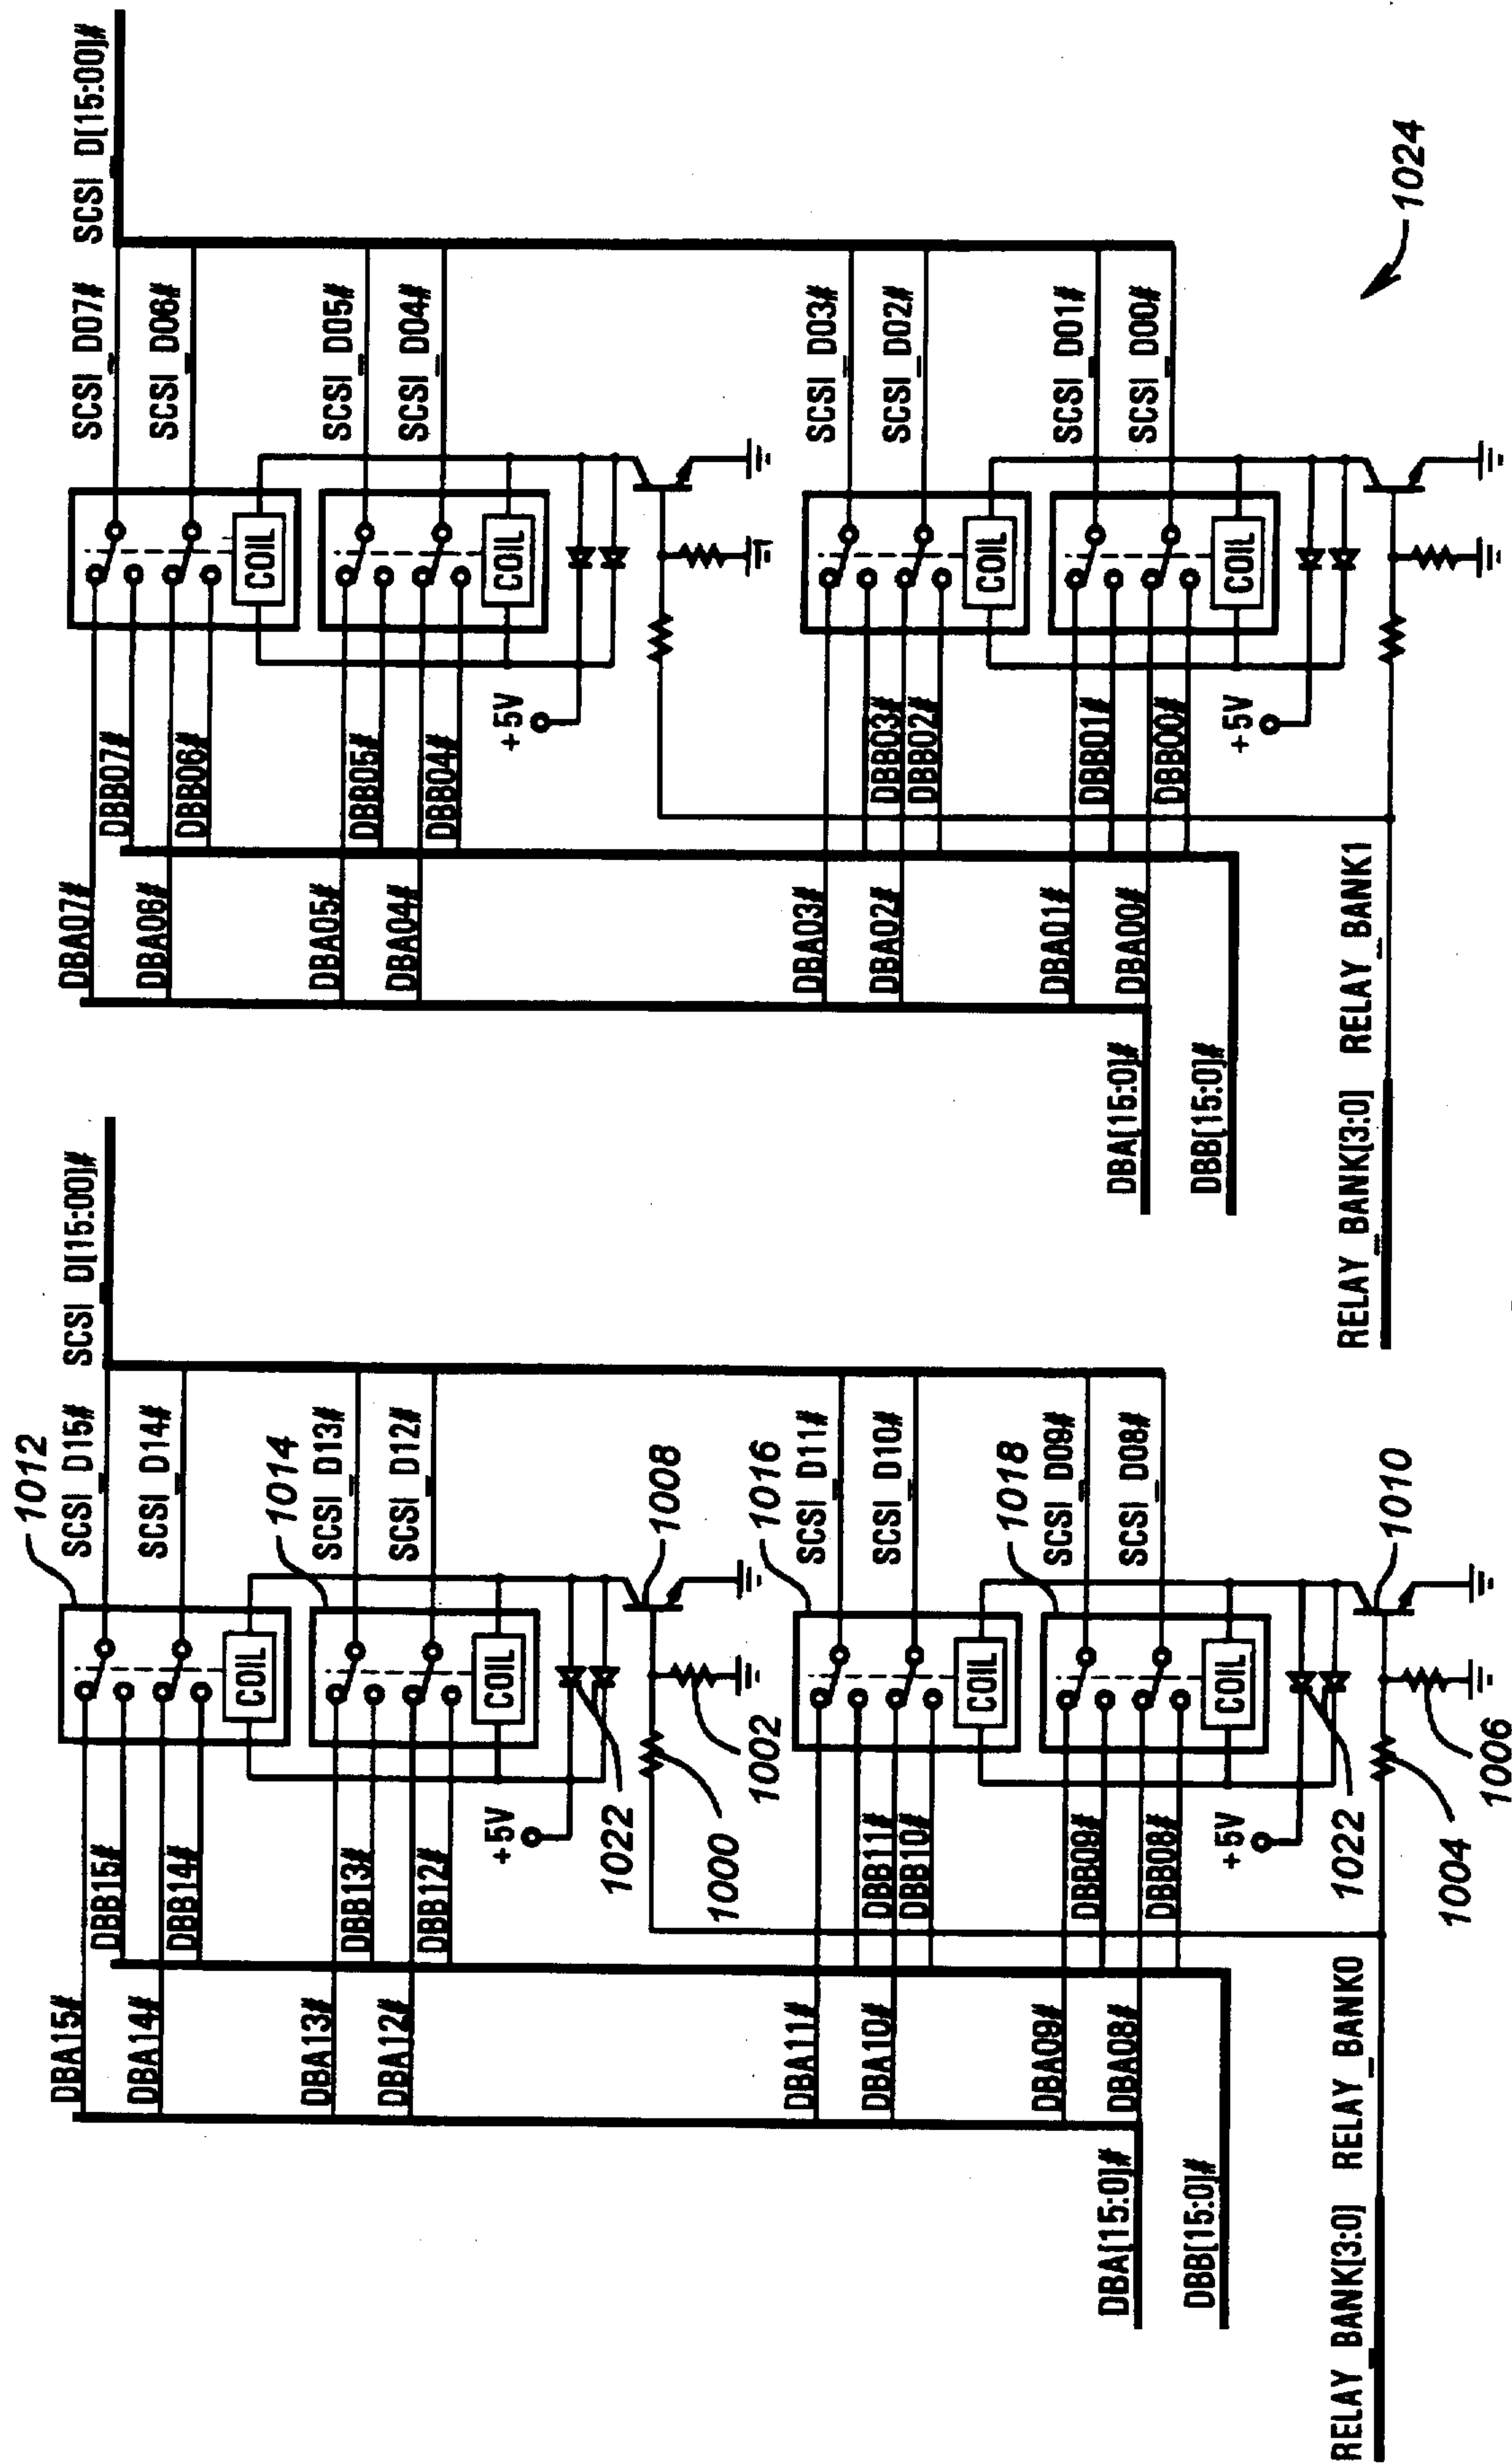 1012
DBA15#
DBB15#
SCSI_D15#
SCSI_D[15:00]#
DBA14#
DBB14#
SCSI_D14#
COIL
1014
DBA13#
DBB13#
SCSI_D13#
DBA12#
DBB12#
SCSI_D12#
COIL
+5V
1022
1008
1000
1002
1016
DBA11#
DBB11#
SCSI_D11#
DBA10#
DBB10#
SCSI_D10#
COIL
1018
DBA09#
DBB09#
SCSI_D09#
DBA08#
DBB08#
SCSI_D08#
COIL
DBA[15:0]#
DBB[15:0]#
+5V
1022
1010
1004
1006
RELAY_BANK[3:0]
RELAY_BANK0
DBA07#
DBB07#
SCSI_D07#
SCSI_D[15:00]#
DBA06#
DBB06#
SCSI_D06#
COIL
DBA05#
DBB05#
SCSI_D05#
DBA04#
DBB04#
SCSI_D04#
COIL
+5V
DBA03#
DBB03#
SCSI_D03#
DBA02#
DBB02#
SCSI_D02#
COIL
DBA01#
DBB01#
SCSI_D01#
DBA00#
DBB00#
SCSI_D00#
COIL
DBA[15:0]#
DBB[15:0]#
+5V
RELAY_BANK[3:0]
RELAY_BANK1
1024